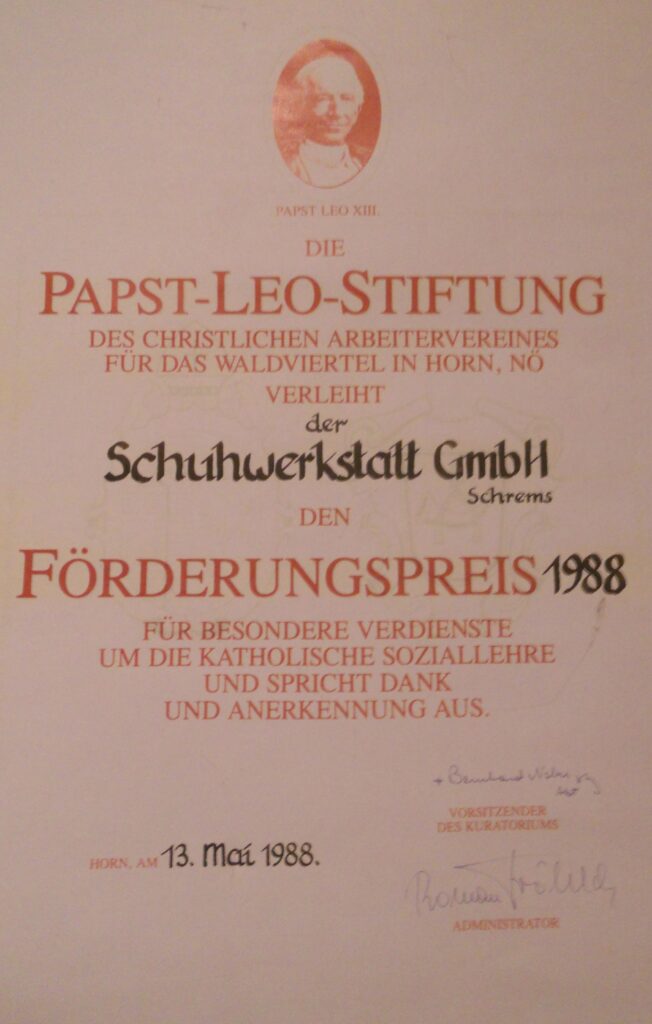 PAPST LEO XIII.
DIE
PAPST-LEO-STIFTUNG
DES CHRISTLICHEN ARBEITERVEREINES
FÜR DAS WALDVIERTEL IN HORN, NÖ
VERLEIHT
der
Schuhwerkstatt GmbH
Schrems
DEN
FÖRDERUNGSPREIS 1988
FÜR BESONDERE VERDIENSTE
UM DIE KATHOLISCHE SOZIALLEHRE
UND SPRICHT DANK
UND ANERKENNUNG AUS.
+ Bernhard
VORSITZENDER
DES KURATORIUMS
HORN, AM 13. Mai 1988.
Roman
ADMINISTRATOR